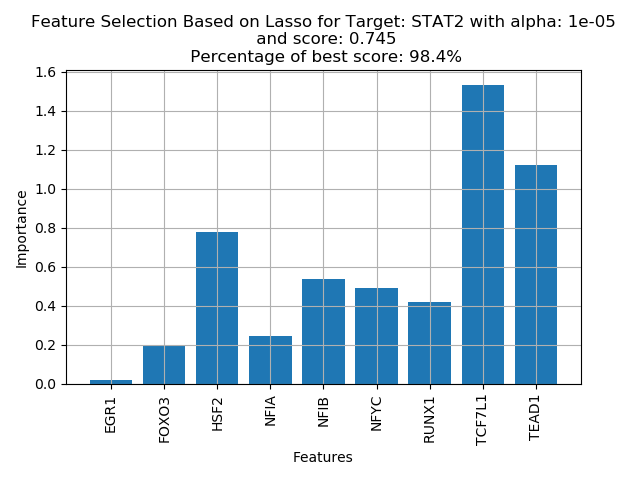 Feature Selection Based on Lasso for Target: STAT2 with alpha: 1e-05
and score: 0.745
Percentage of best score: 98.4%
1.6
1.4
1.2
1.0
0.8
0.6
0.4
0.2
0.0
Importance
EGR1
FOXO3
HSF2
NFIA
NFIB
NFYC
RUNX1
TCF7L1
TEAD1
Features